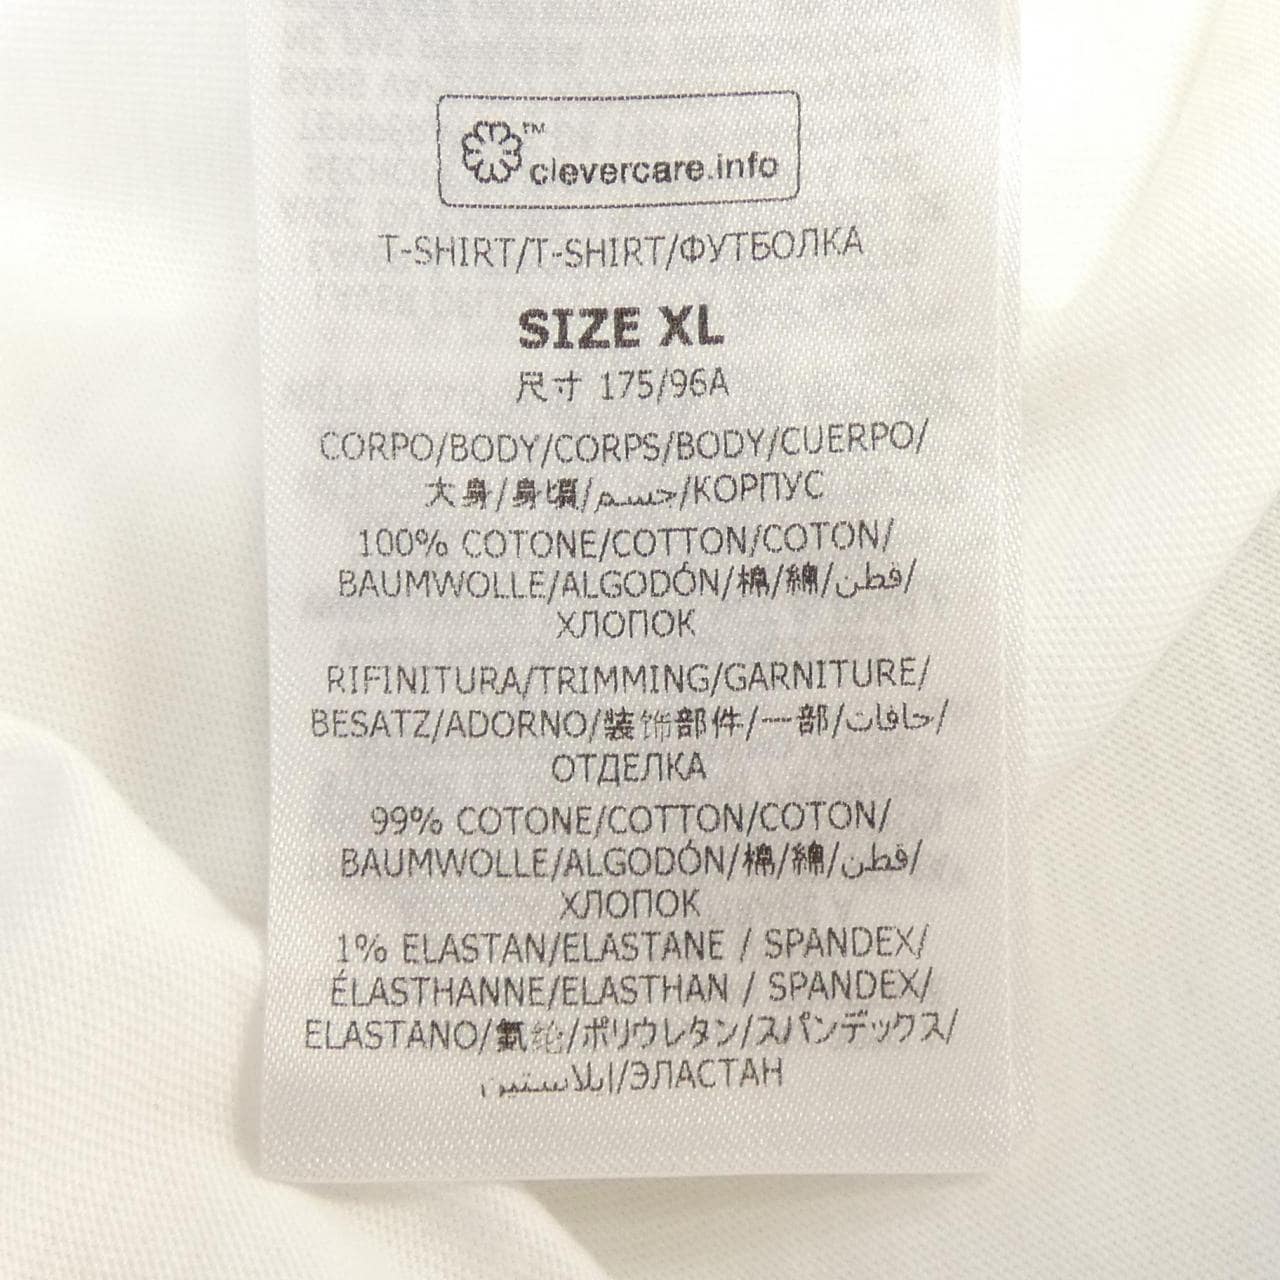 ™ clevercare.info
T-SHIRT/T-SHIRT/ФУТБОЛКА
SIZE XL
尺寸 175/96A
CORPO/BODY/CORPS/BODY/CUERPO/
大身/身頃/جسم/КОРПУС
100% COTONE/COTTON/COTON/
BAUMWOLLE/ALGODÓN/棉/綿/قطن/
ХЛОПОК
RIFINITURA/TRIMMING/GARNITURE/
BESATZ/ADORNO/装饰部件/一部/حافات/
ОТДЕЛКА
99% COTONE/COTTON/COTON/
BAUMWOLLE/ALGODÓN/棉/綿/قطن/
ХЛОПОК
1% ELASTAN/ELASTANE / SPANDEX/
ÉLASTHANNE/ELASTHAN / SPANDEX/
ELASTANO/氨纶/ポリウレタン/スパンデックス/
ايلاستين/ЭЛАСТАН